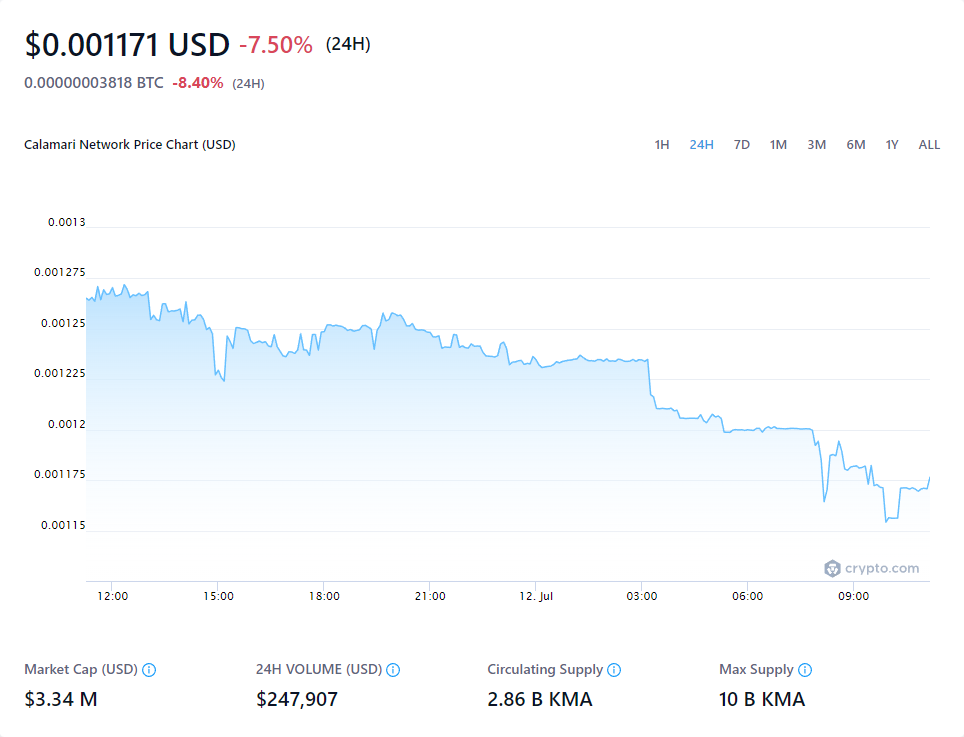 $0.001171 USD -7.50% (24H)
0.00000003818 BTC -8.40% (24H)
Calamari Network Price Chart (USD) 1H 24H 7D 1M 3M 6M 1Y ALL
0.0013
0.001275
0.00125
0.001225
0.0012
0.001175
0.00115
crypto.com
12:00 15:00 18:00 21:00 12. Jul 03:00 06:00 09:00
Market Cap (USD) 24H VOLUME (USD) Circulating Supply Max Supply
$3.34 M $247,907 2.86 B KMA 10 B KMA